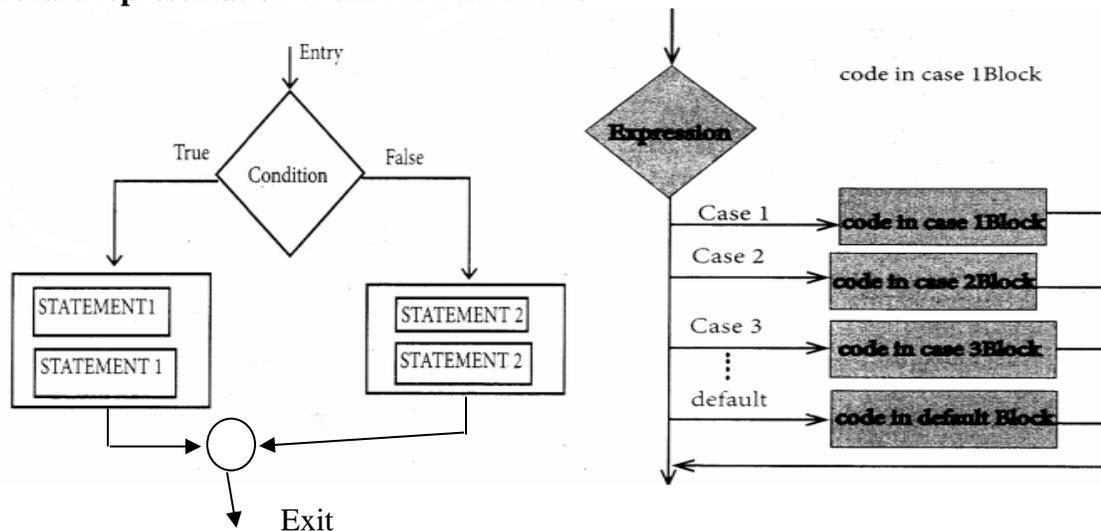 Entry
True
False
Condition
STATEMENT1
STATEMENT 1
STATEMENT 2
STATEMENT 2
Exit
code in case 1Block
Expression
Case 1
code in case 1Block
Case 2
code in case 2Block
Case 3
code in case 3Block
default
code in default Block